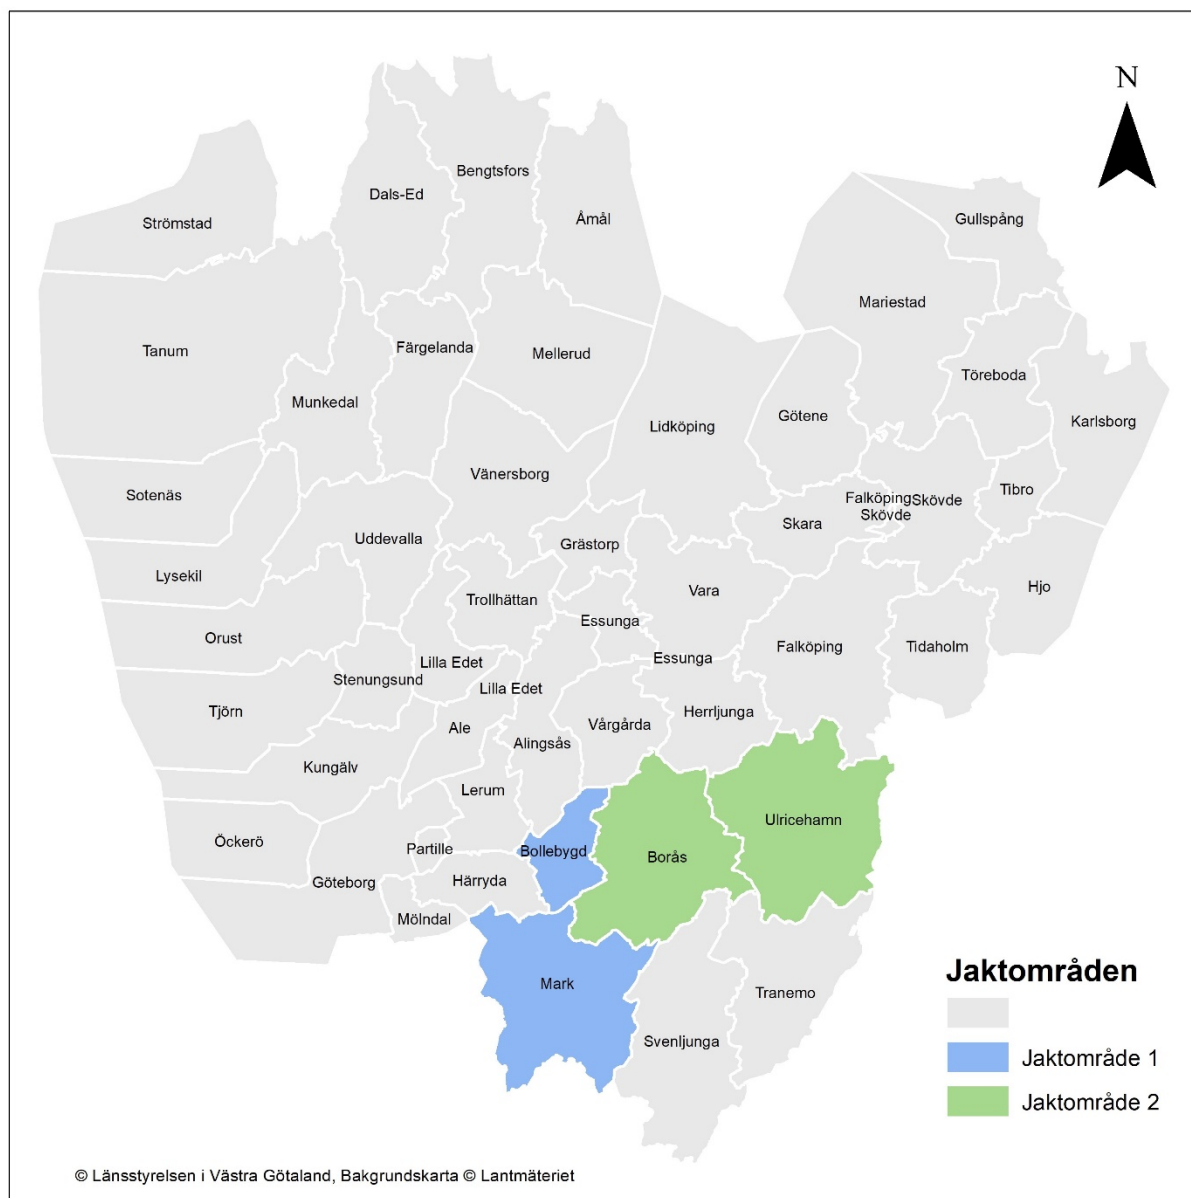 N
Bengtsfors
Dals-Ed
Åmål
Gullspång
Strömstad
Mariestad
Tanum
Färgelanda
Mellerud
Töreboda
Munkedal
Götene
Karlsborg
Lidköping
Vänersborg
Sotenäs
Tibro
Falköping
Skövde
Skövde
Skara
Uddevalla
Grästorp
Lysekil
Hjo
Vara
Trollhättan
Essunga
Orust
Falköping
Tidaholm
Essunga
Lilla Edet
Stenungsund
Lilla Edet
Tjörn
Herrljunga
Vårgårda
Ale
Alingsås
Kungälv
Lerum
Ulricehamn
Öckerö
Partille
Bollebygd
Borås
Göteborg
Härryda
Mölndal
Mark
Tranemo
Svenljunga
Jaktområden
Jaktområde 1
Jaktområde 2
© Länsstyrelsen i Västra Götaland, Bakgrundskarta © Lantmäteriet